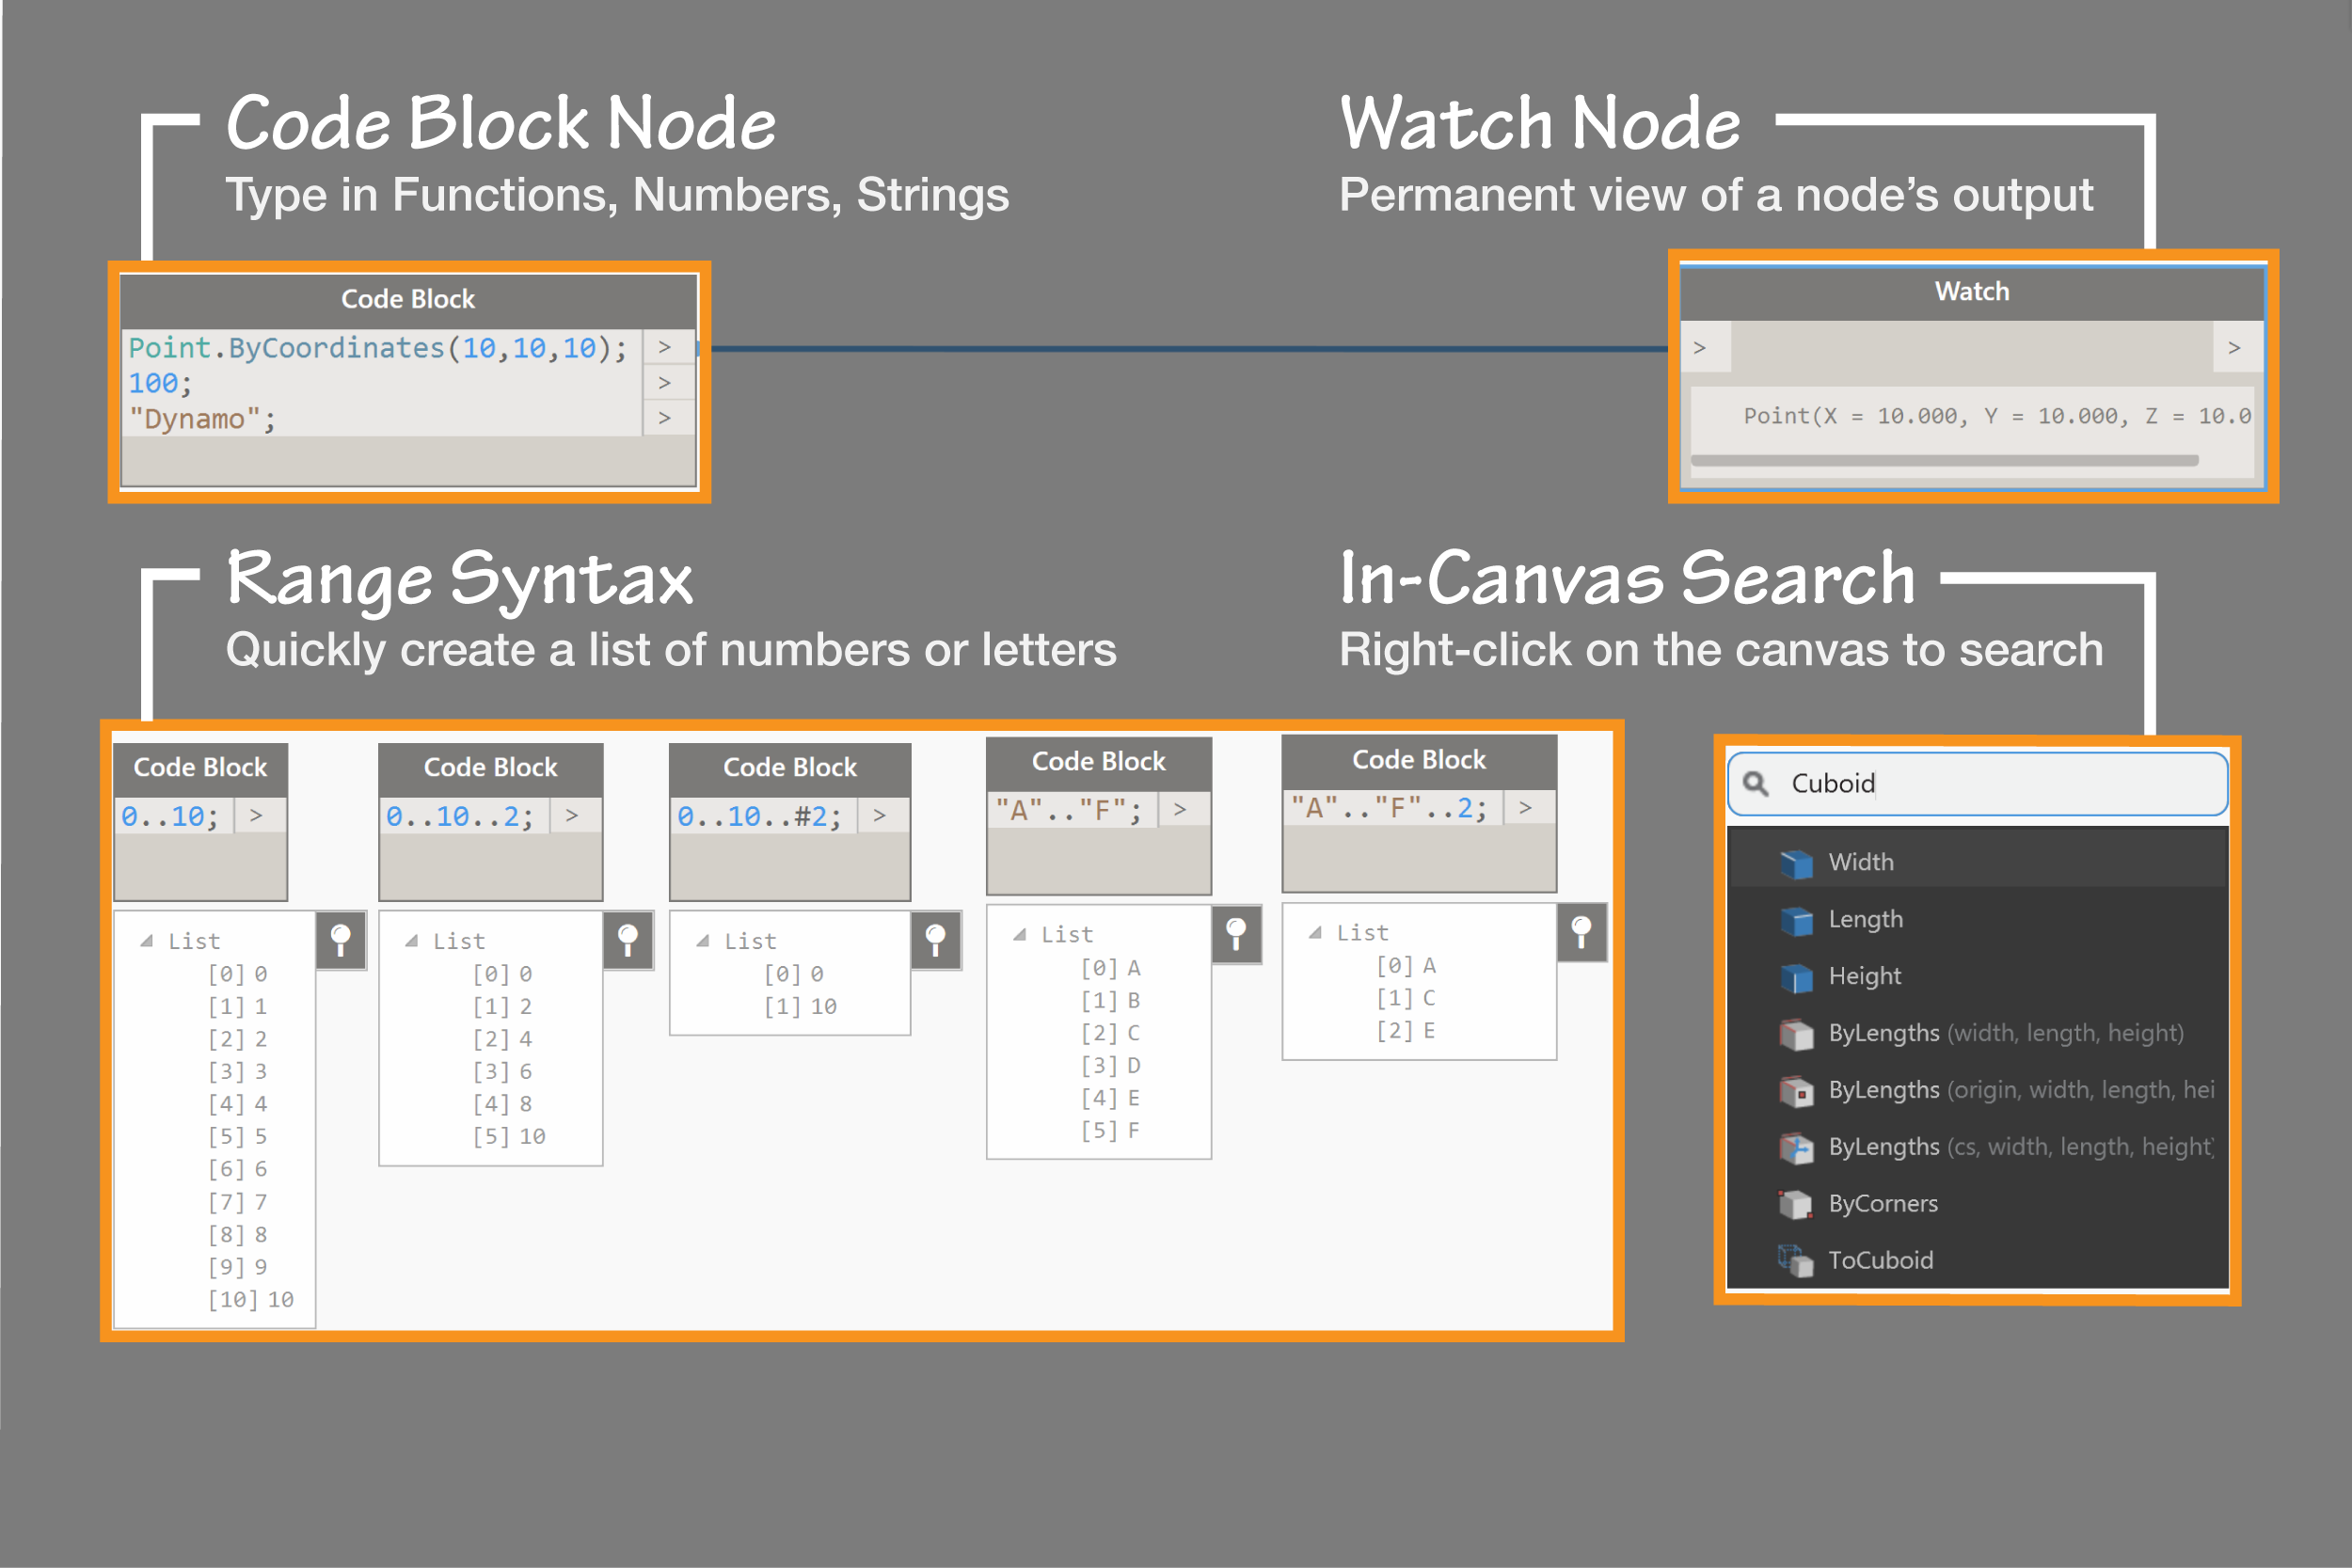 Code Block Node
Type in Functions, Numbers, Strings
Code Block
Point.ByCoordinates(10,10,10); >
100; >
"Dynamo"; >
Watch Node
Permanent view of a node's output
Watch
> >
Point(X = 10.000, Y = 10.000, Z = 10.0
Range Syntax
Quickly create a list of numbers or letters
Code Block
0..10; >
List
[0] 0
[1] 1
[2] 2
[3] 3
[4] 4
[5] 5
[6] 6
[7] 7
[8] 8
[9] 9
[10] 10
Code Block
0..10..2; >
List
[0] 0
[1] 2
[2] 4
[3] 6
[4] 8
[5] 10
Code Block
0..10..#2; >
List
[0] 0
[1] 10
Code Block
"A".."F"; >
List
[0] A
[1] B
[2] C
[3] D
[4] E
[5] F
Code Block
"A".."F"..2; >
List
[0] A
[1] C
[2] E
In-Canvas Search
Right-click on the canvas to search
Cuboid
Width
Length
Height
ByLengths (width, length, height)
ByLengths (origin, width, length, hei
ByLengths (cs, width, length, height)
ByCorners
ToCuboid